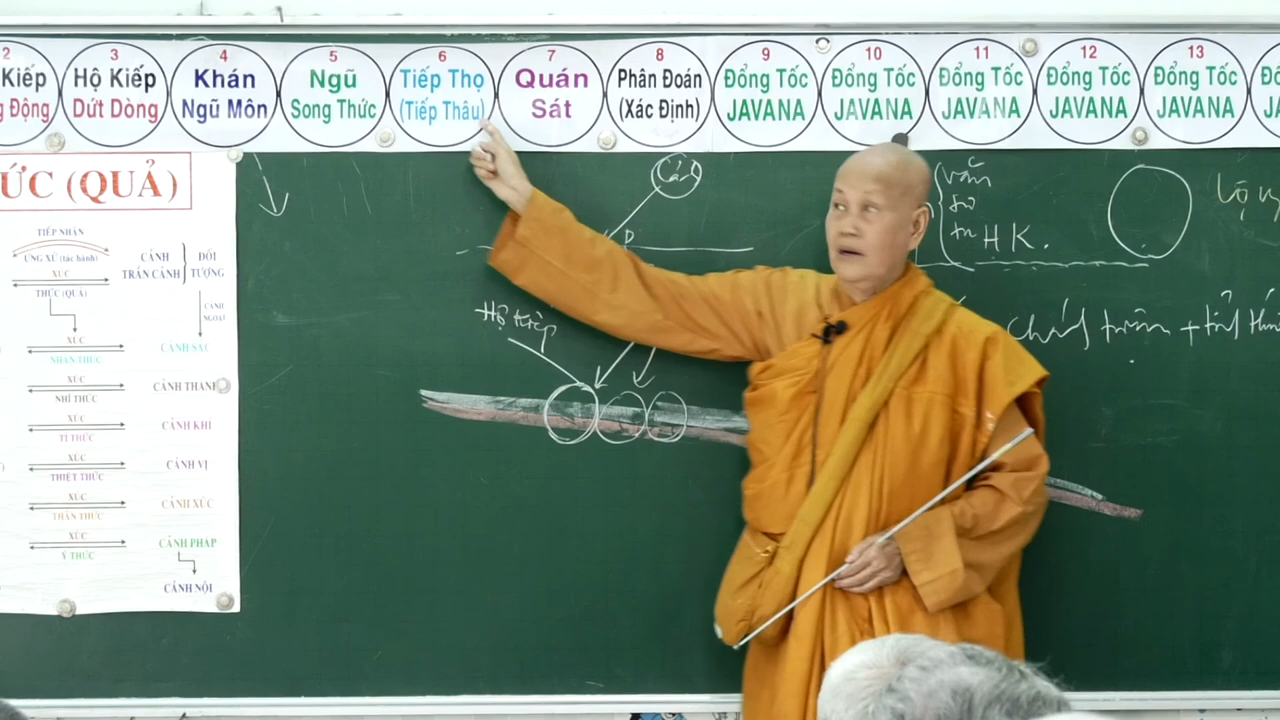 2
Kiếp
g Động
3
Hộ Kiếp
Dứt Dòng
4
Khán
Ngũ Môn
5
Ngũ
Song Thức
6
Tiếp Thọ
(Tiếp Thâu)
7
Quán
Sát
8
Phân Đoán
(Xác Định)
9
Đổng Tốc
JAVANA
10
Đổng Tốc
JAVANA
11
Đổng Tốc
JAVANA
12
Đổng Tốc
JAVANA
13
Đổng Tốc
JAVANA
ỨC (QUẢ)
TIẾP NHẬN
ỨNG XỬ (tác hành)
XÚC
THỨC (QUẢ)
CẢNH
TRẦN CẢNH
ĐỐI
TƯỢNG
CẢNH
NGOẠI
XÚC
NHÃN THỨC
CẢNH SẮC
XÚC
NHĨ THỨC
CẢNH THANH
XÚC
TỈ THỨC
CẢNH KHÍ
XÚC
THIỆT THỨC
CẢNH VỊ
XÚC
THÂN THỨC
CẢNH XÚC
XÚC
Ý THỨC
CẢNH PHÁP
CẢNH NỘI
Hộ Kiếp
văn
tư
tu HK.